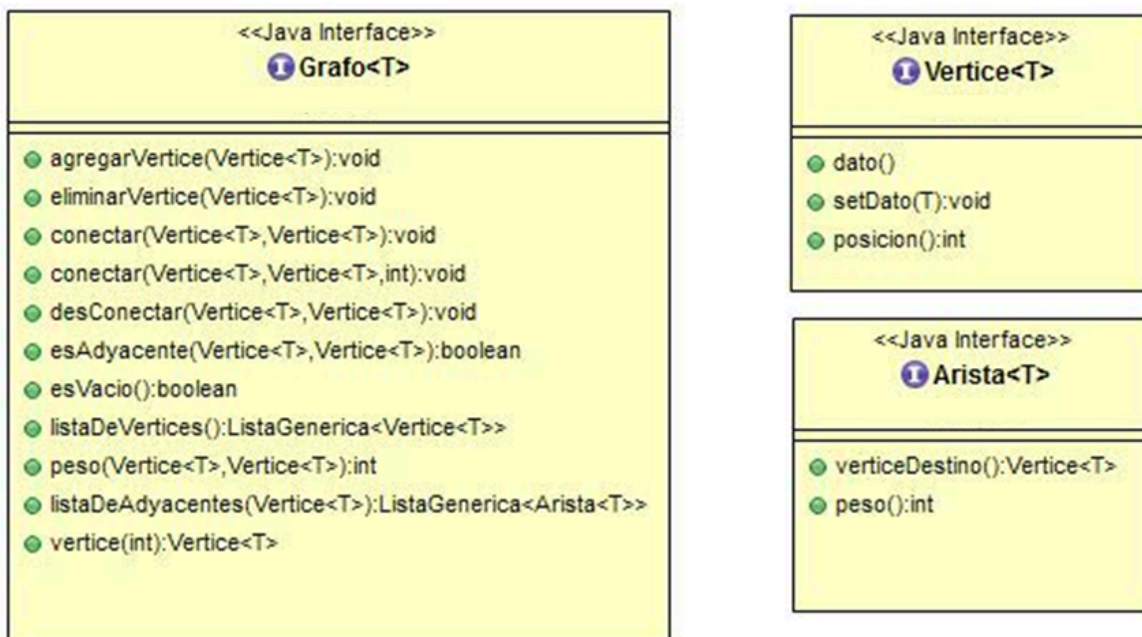 <<Java Interface>>
Grafo<T>
agregarVertice(Vertice<T>):void
eliminarVertice(Vertice<T>):void
conectar(Vertice<T>,Vertice<T>):void
conectar(Vertice<T>,Vertice<T>,int):void
desConectar(Vertice<T>,Vertice<T>):void
esAdyacente(Vertice<T>,Vertice<T>):boolean
esVacio():boolean
listaDeVertices():ListaGenerica<Vertice<T>>
peso(Vertice<T>,Vertice<T>):int
listaDeAdyacentes(Vertice<T>):ListaGenerica<Arista<T>>
vertice(int):Vertice<T>
<<Java Interface>>
Vertice<T>
dato()
setDato(T):void
posicion():int
<<Java Interface>>
Arista<T>
verticeDestino():Vertice<T>
peso():int